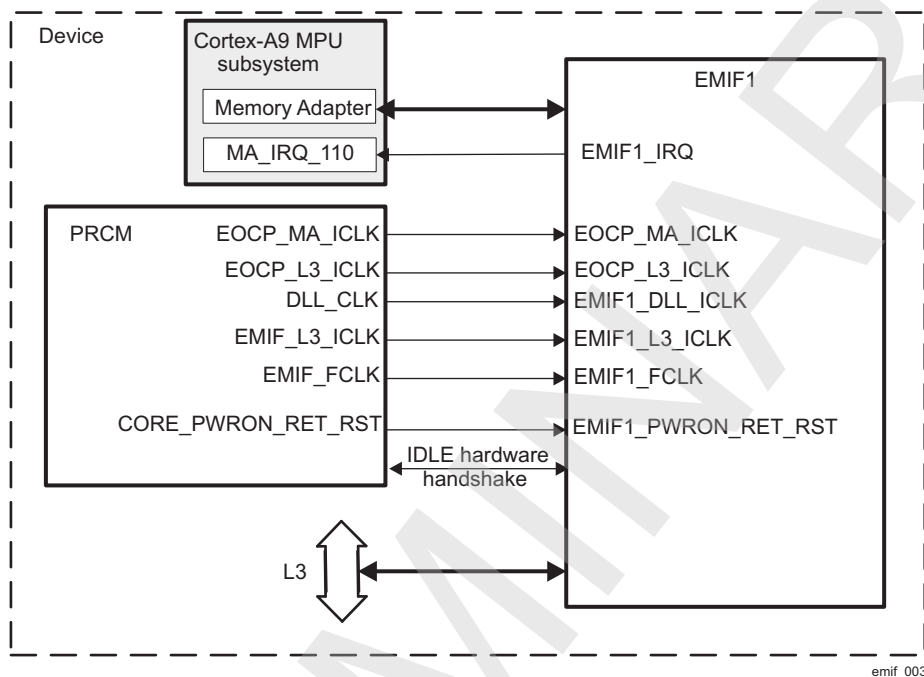 Device
Cortex-A9 MPU
subsystem
Memory Adapter
MA_IRQ_110
EMIF1
EMIF1_IRQ
PRCM
EOCP_MA_ICLK
EOCP_MA_ICLK
EOCP_L3_ICLK
EOCP_L3_ICLK
DLL_CLK
EMIF1_DLL_ICLK
EMIF_L3_ICLK
EMIF1_L3_ICLK
EMIF_FCLK
EMIF1_FCLK
CORE_PWRON_RET_RST
EMIF1_PWRON_RET_RST
IDLE hardware
handshake
L3
emif_003